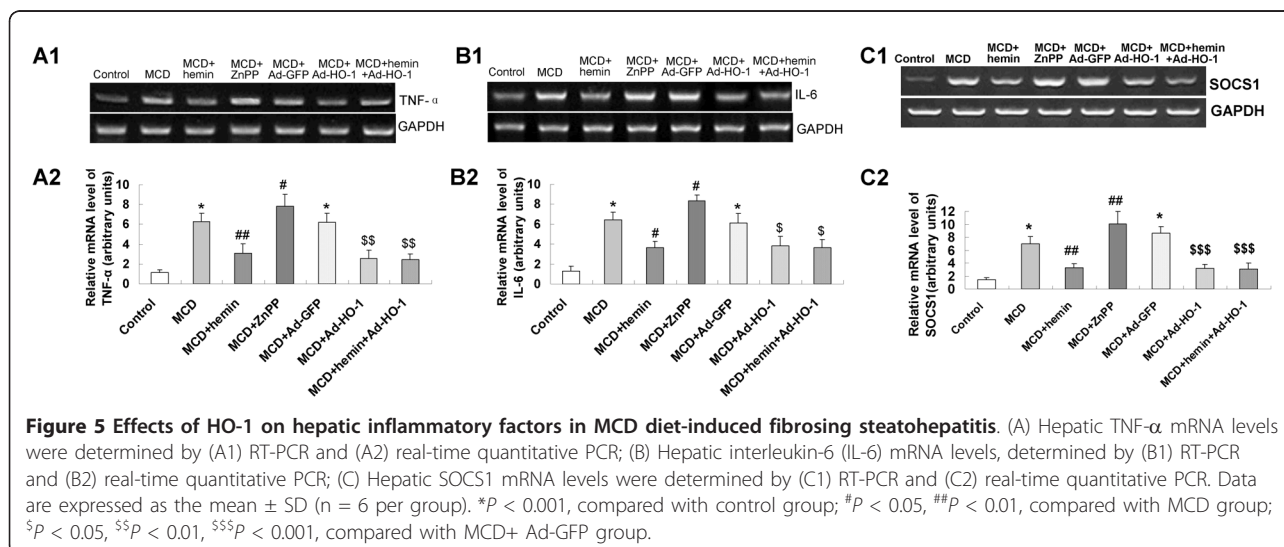 A1
Control MCD MCD+ hemin MCD+ ZnPP MCD+ Ad-GFP MCD+ Ad-HO-1 MCD+hemin +Ad-HO-1
TNF-α
GAPDH
B1
Control MCD MCD+ hemin MCD+ ZnPP MCD+ Ad-GFP MCD+ Ad-HO-1 MCD+hemin +Ad-HO-1
IL-6
GAPDH
C1
Control MCD MCD+ hemin MCD+ ZnPP MCD+ Ad-GFP MCD+ Ad-HO-1 MCD+hemin +Ad-HO-1
SOCS1
GAPDH
A2
Relative mRNA level of
TNF-α (arbitrary units)
10
8
6
4
2
0
* ## # * $$ $$
Control MCD MCD+hemin MCD+ZnPP MCD+Ad-GFP MCD+Ad-HO-1 MCD+hemin+Ad-HO-1
B2
Relative mRNA level of
IL-6 (arbitrary units)
10
8
6
4
2
0
* # # * $ $
Control MCD MCD+hemin MCD+ZnPP MCD+Ad-GFP MCD+Ad-HO-1 MCD+hemin+Ad-HO-1
C2
Relative mRNA level of
SOCS1(arbitrary units)
12
10
8
6
4
2
0
* ## ## * $$$ $$$
Control MCD MCD+hemin MCD+ZnPP MCD+Ad-GFP MCD+Ad-HO-1 MCD+hemin+Ad-HO-1
Figure 5 Effects of HO-1 on hepatic inflammatory factors in MCD diet-induced fibrosing steatohepatitis. (A) Hepatic TNF-α mRNA levels
were determined by (A1) RT-PCR and (A2) real-time quantitative PCR; (B) Hepatic interleukin-6 (IL-6) mRNA levels, determined by (B1) RT-PCR
and (B2) real-time quantitative PCR; (C) Hepatic SOCS1 mRNA levels were determined by (C1) RT-PCR and (C2) real-time quantitative PCR. Data
are expressed as the mean ± SD (n = 6 per group). *P < 0.001, compared with control group; #P < 0.05, ##P < 0.01, compared with MCD group;
$P < 0.05, $$P < 0.01, $$$P < 0.001, compared with MCD+ Ad-GFP group.